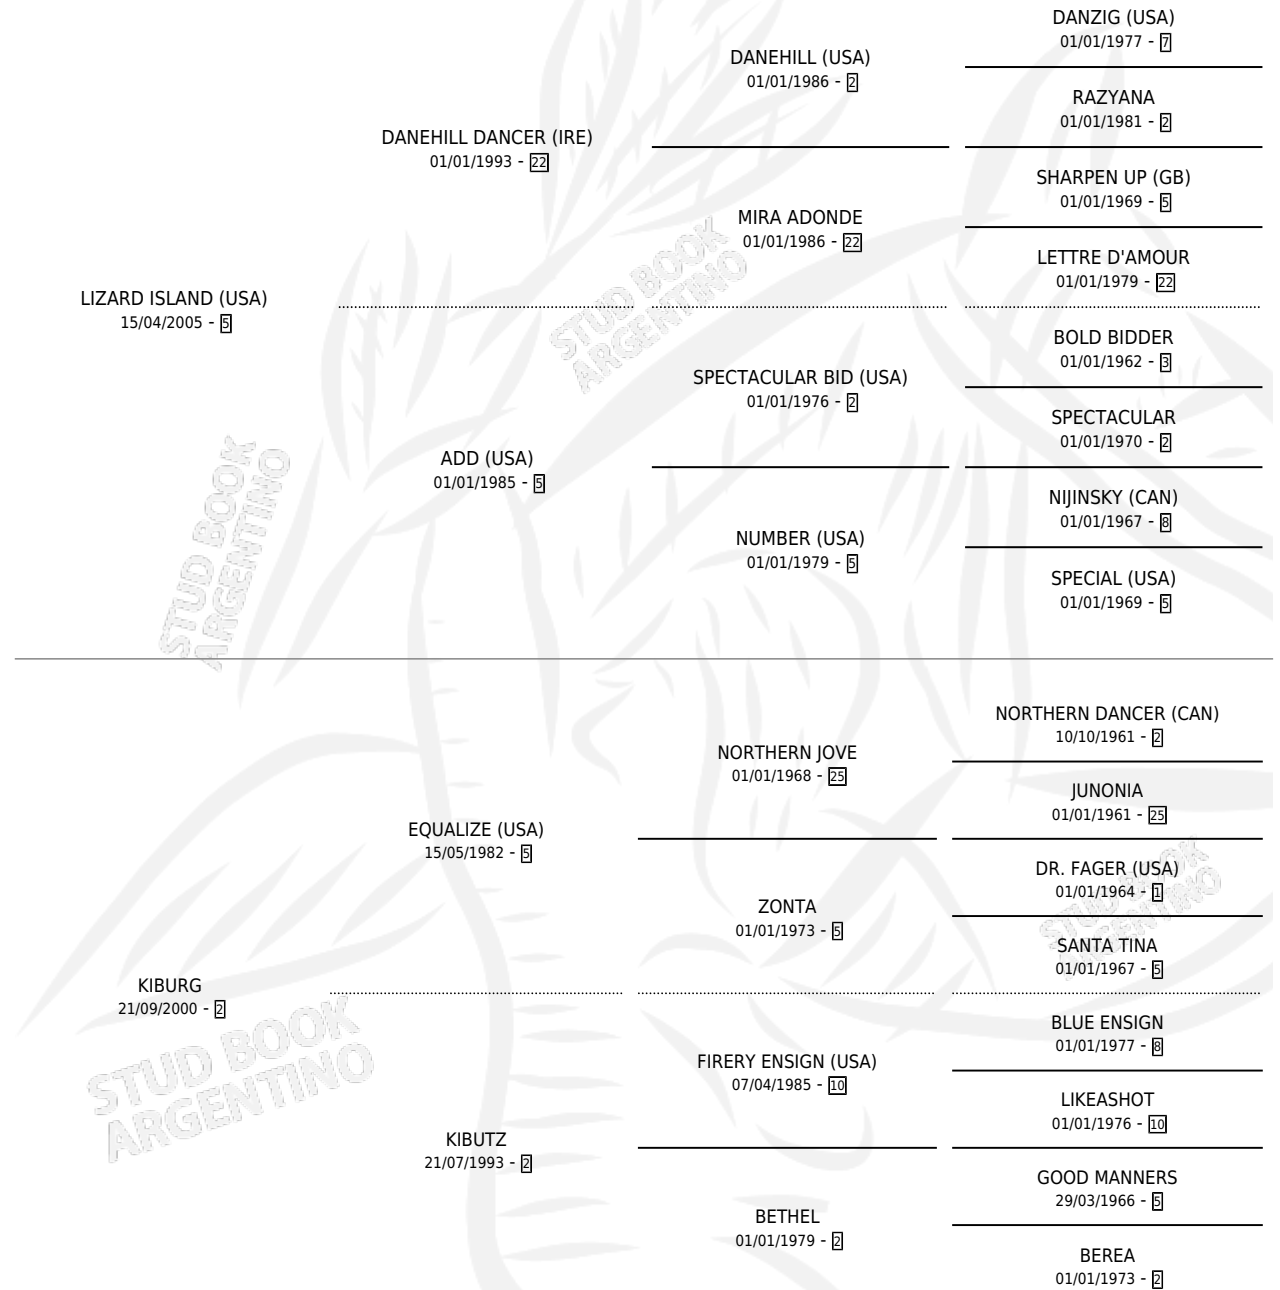 DANZIG (USA)
01/01/1977 - 7
DANEHILL (USA)
01/01/1986 - 2
RAZYANA
01/01/1981 - 2
DANEHILL DANCER (IRE)
01/01/1993 - 22
SHARPEN UP (GB)
01/01/1969 - 5
MIRA ADONDE
01/01/1986 - 22
LETTRE D'AMOUR
01/01/1979 - 22
LIZARD ISLAND (USA)
15/04/2005 - 5
BOLD BIDDER
01/01/1962 - 3
SPECTACULAR BID (USA)
01/01/1976 - 2
SPECTACULAR
01/01/1970 - 2
ADD (USA)
01/01/1985 - 5
NIJINSKY (CAN)
01/01/1967 - 8
NUMBER (USA)
01/01/1979 - 5
SPECIAL (USA)
01/01/1969 - 5
NORTHERN DANCER (CAN)
10/10/1961 - 2
NORTHERN JOVE
01/01/1968 - 25
JUNONIA
01/01/1961 - 25
EQUALIZE (USA)
15/05/1982 - 5
DR. FAGER (USA)
01/01/1964 - 1
ZONTA
01/01/1973 - 5
SANTA TINA
01/01/1967 - 5
KIBURG
21/09/2000 - 2
BLUE ENSIGN
01/01/1977 - 8
FIRERY ENSIGN (USA)
07/04/1985 - 10
LIKEASHOT
01/01/1976 - 10
KIBUTZ
21/07/1993 - 2
GOOD MANNERS
29/03/1966 - 5
BETHEL
01/01/1979 - 2
BEREA
01/01/1973 - 2
STUD BOOK
ARGENTINO
STUD BOOK
ARGENTINO
STUD BOOK
ARGENTINO
STUD BOOK
ARGENTINO